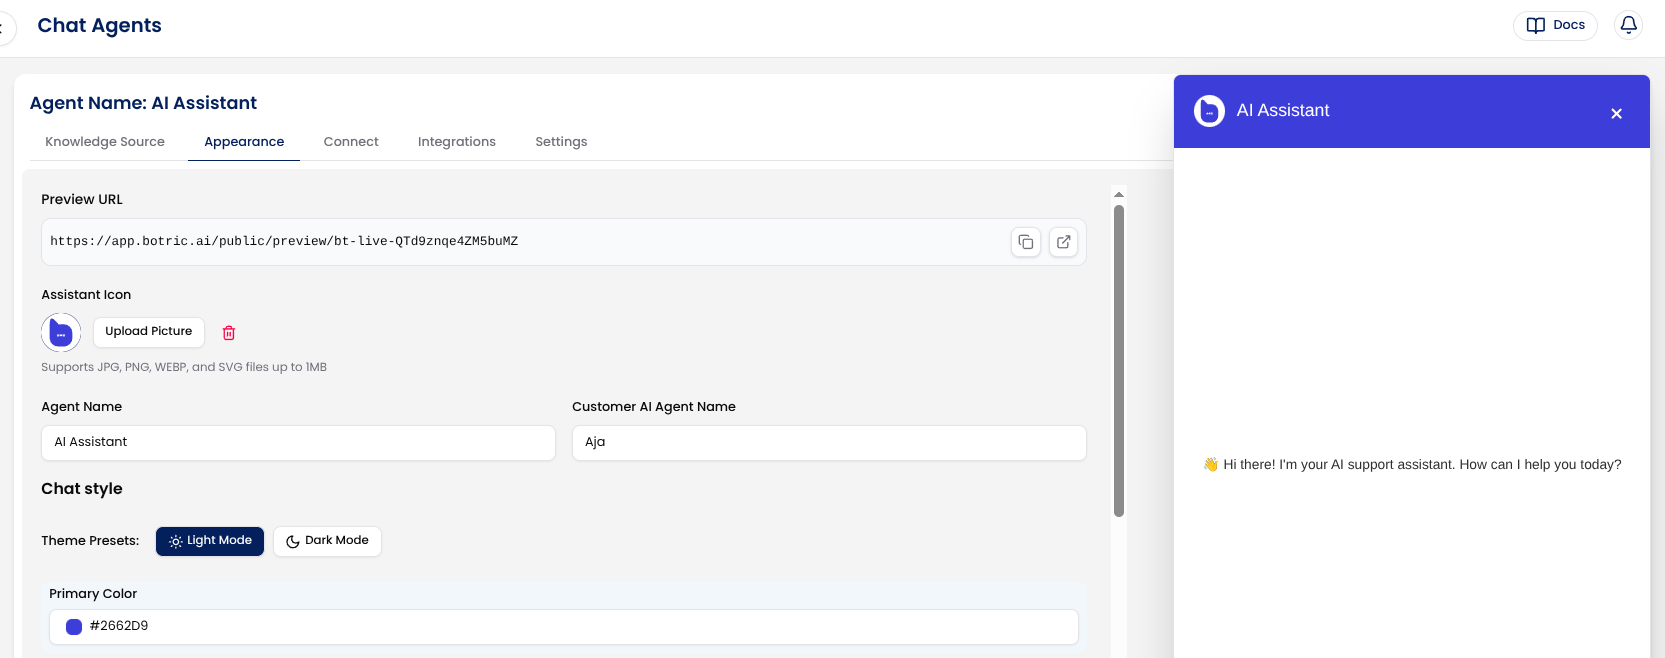 Chat Agents
Docs
Agent Name: AI Assistant
Knowledge Source
Appearance
Connect
Integrations
Settings
Preview URL
https://app.botric.ai/public/preview/bt-live-QTd9znqe4ZM5buMZ
Assistant Icon
Upload Picture
Supports JPG, PNG, WEBP, and SVG files up to 1MB
Agent Name
Customer AI Agent Name
AI Assistant
Aja
Chat style
Theme Presets:
Light Mode
Dark Mode
Primary Color
#2662D9
AI Assistant
👋 Hi there! I'm your AI support assistant. How can I help you today?